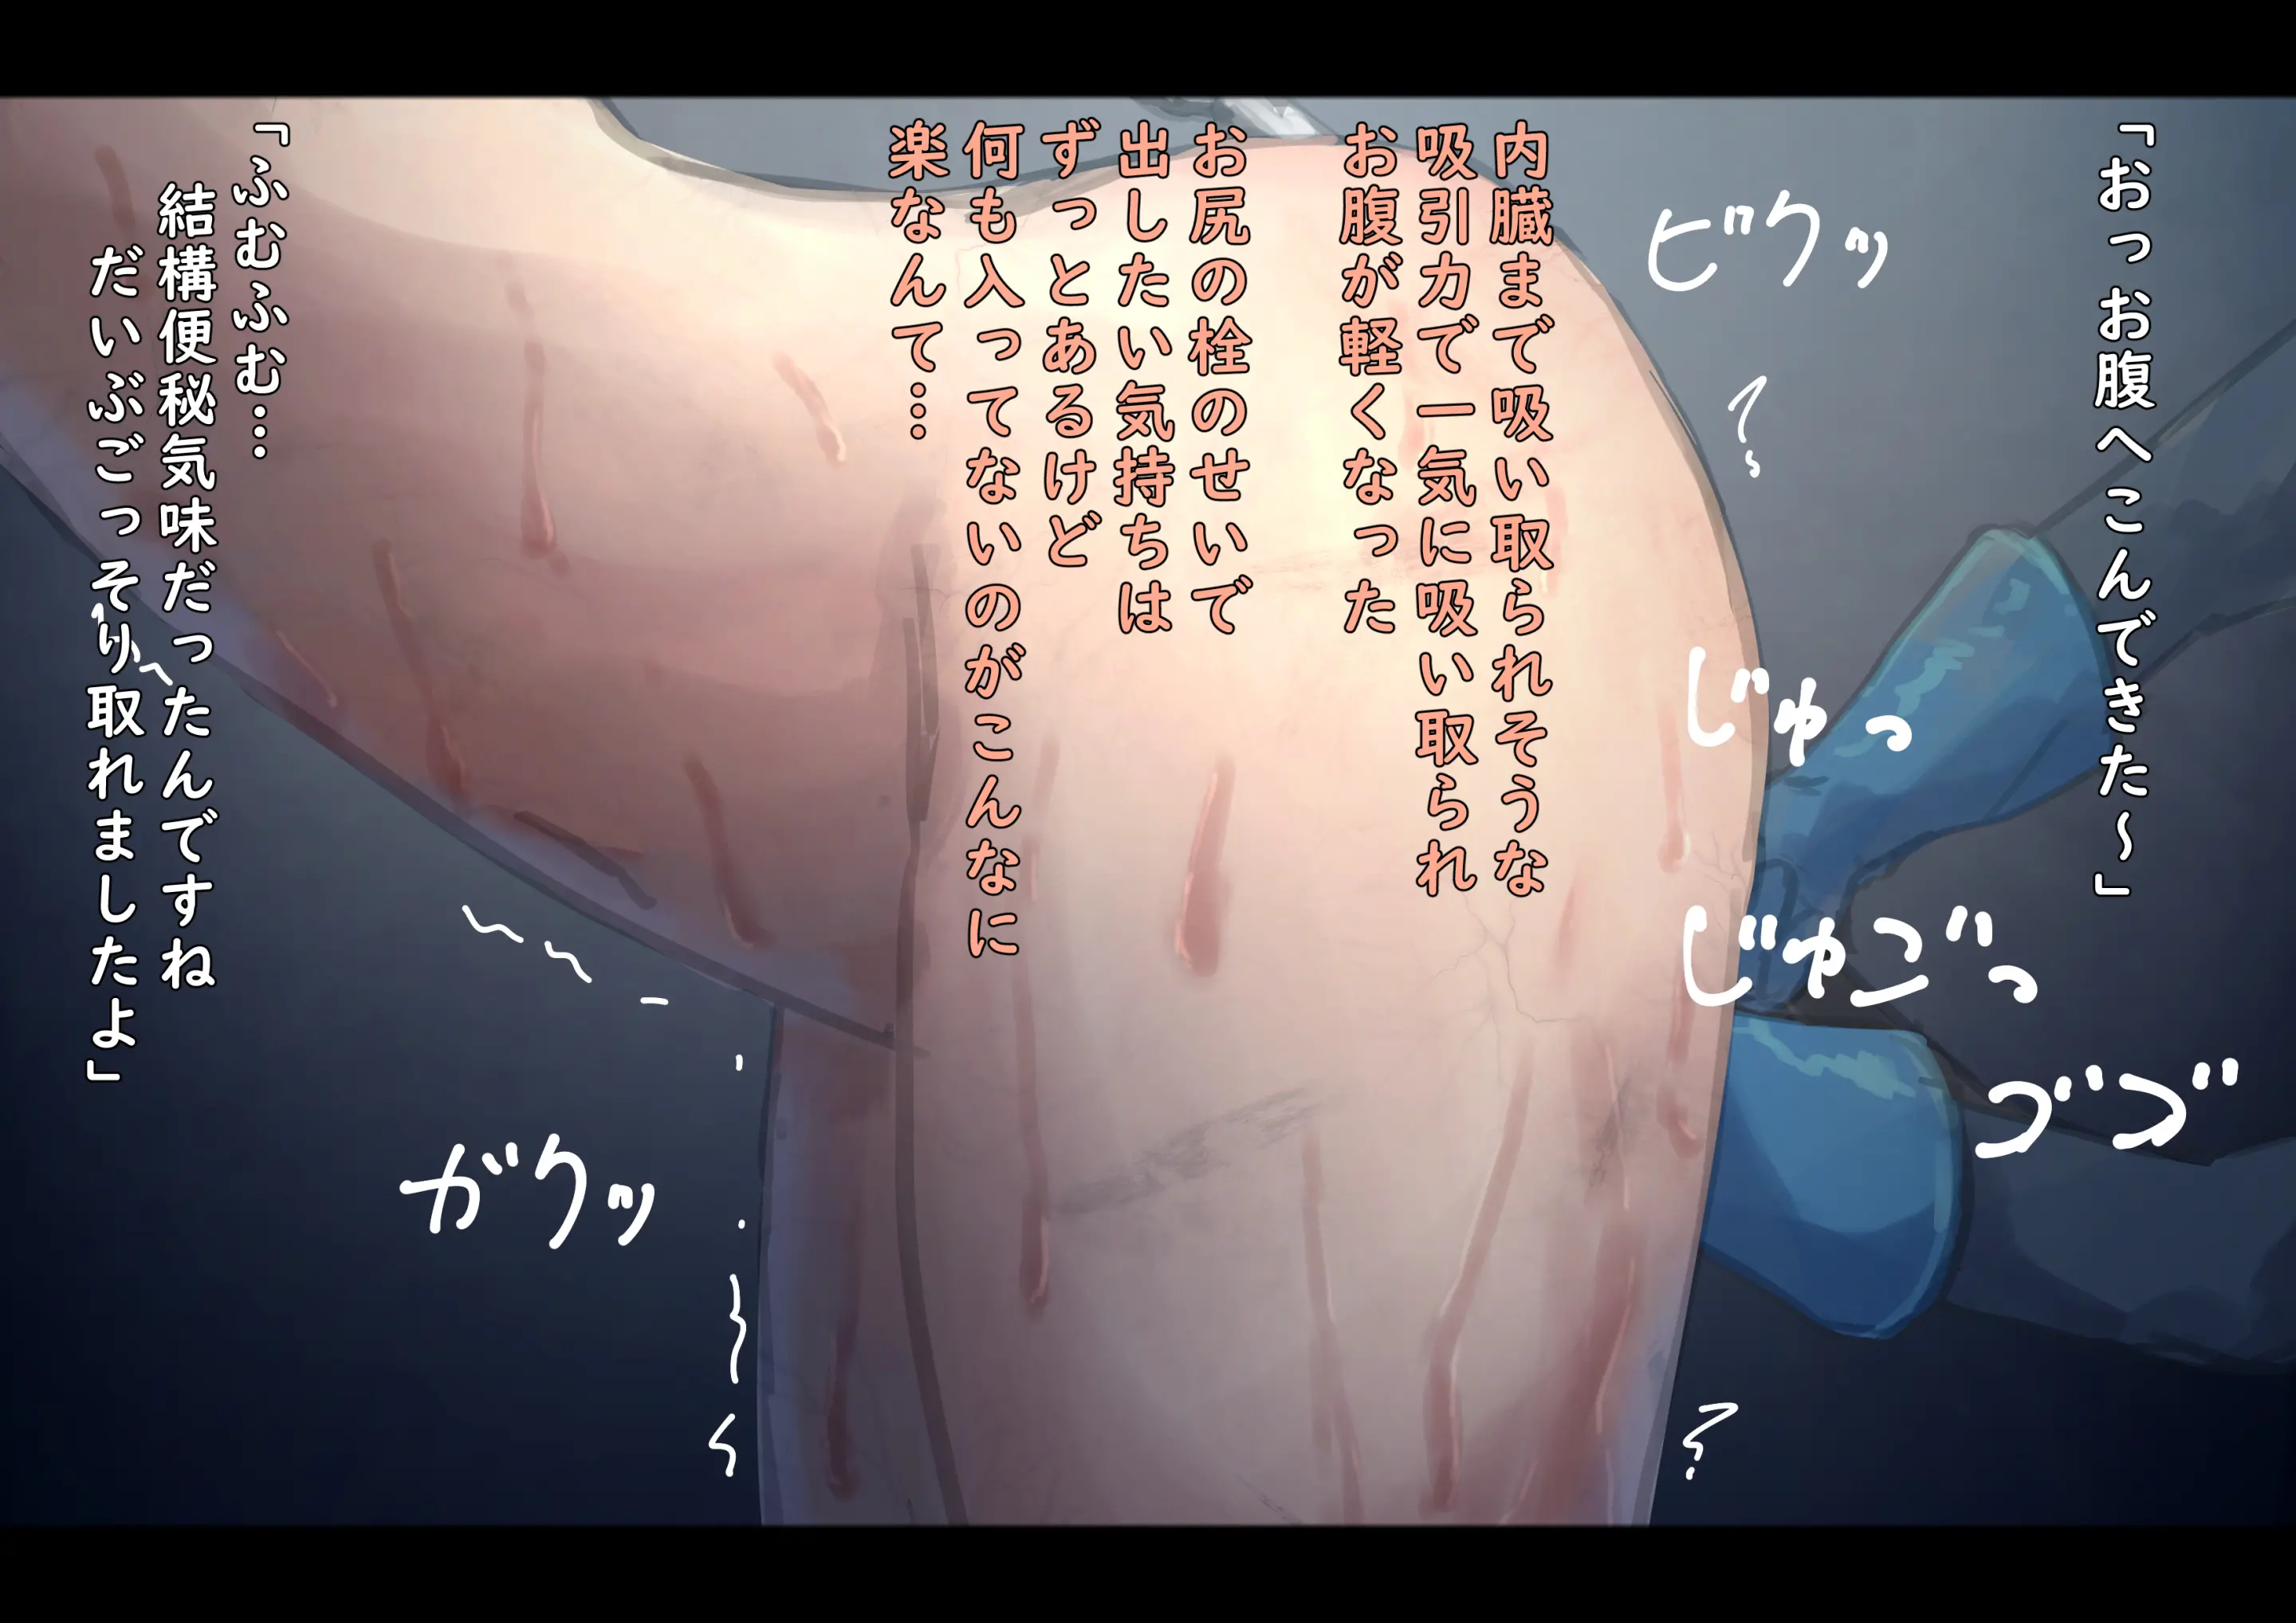 「おっお腹へこんできた～」
ビクッ
じゅっ
じゅごっ
ゴゴ
内臓まで吸い取られそうな
吸引力で一気に吸い取られ
お腹が軽くなった
お尻の栓のせいで
出したい気持ちは
ずっとあるけど
何も入ってないのがこんなに
楽なんて…
ガクッ
「ふむふむ…
結構便秘気味だったんですね
だいぶごっそり取れましたよ」